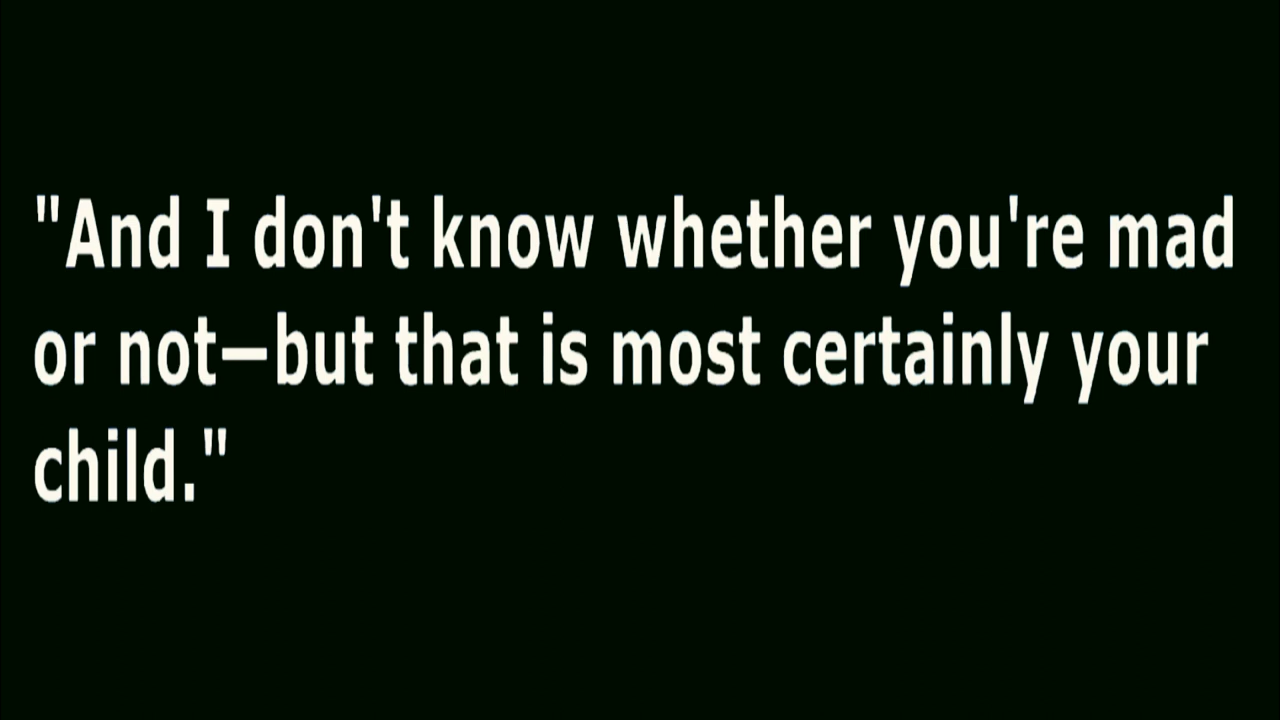 "And I don't know whether you're mad
or not—but that is most certainly your
child."